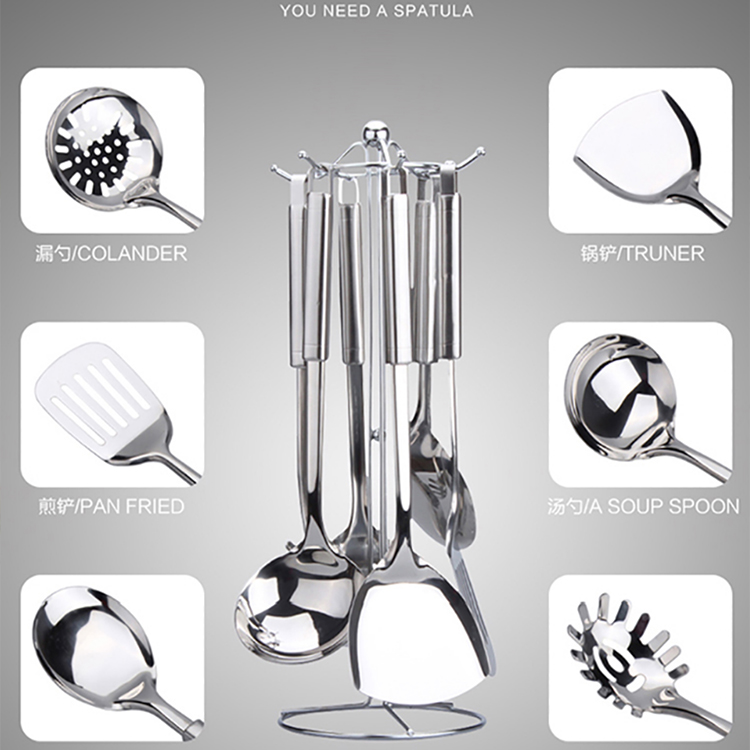 YOU NEED A SPATULA
漏勺/COLANDER
锅铲/TRUNER
煎铲/PAN FRIED
汤勺/A SOUP SPOON